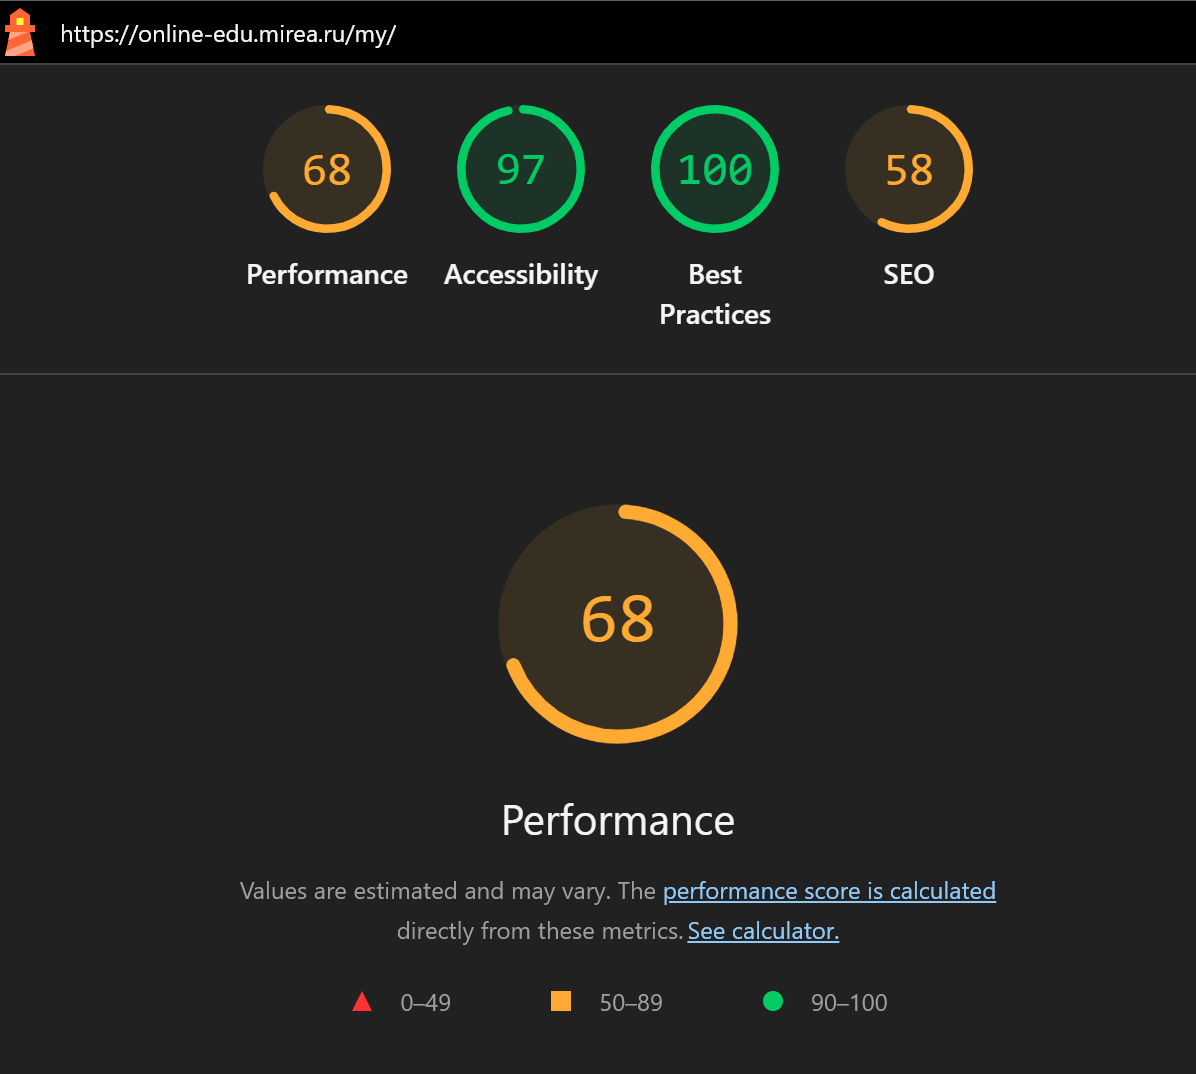 https://online-edu.mirea.ru/my/
68
97
100
58
Performance
Accessibility
Best
Practices
SEO
68
Performance
Values are estimated and may vary. The performance score is calculated
directly from these metrics. See calculator.
0–49
50–89
90–100